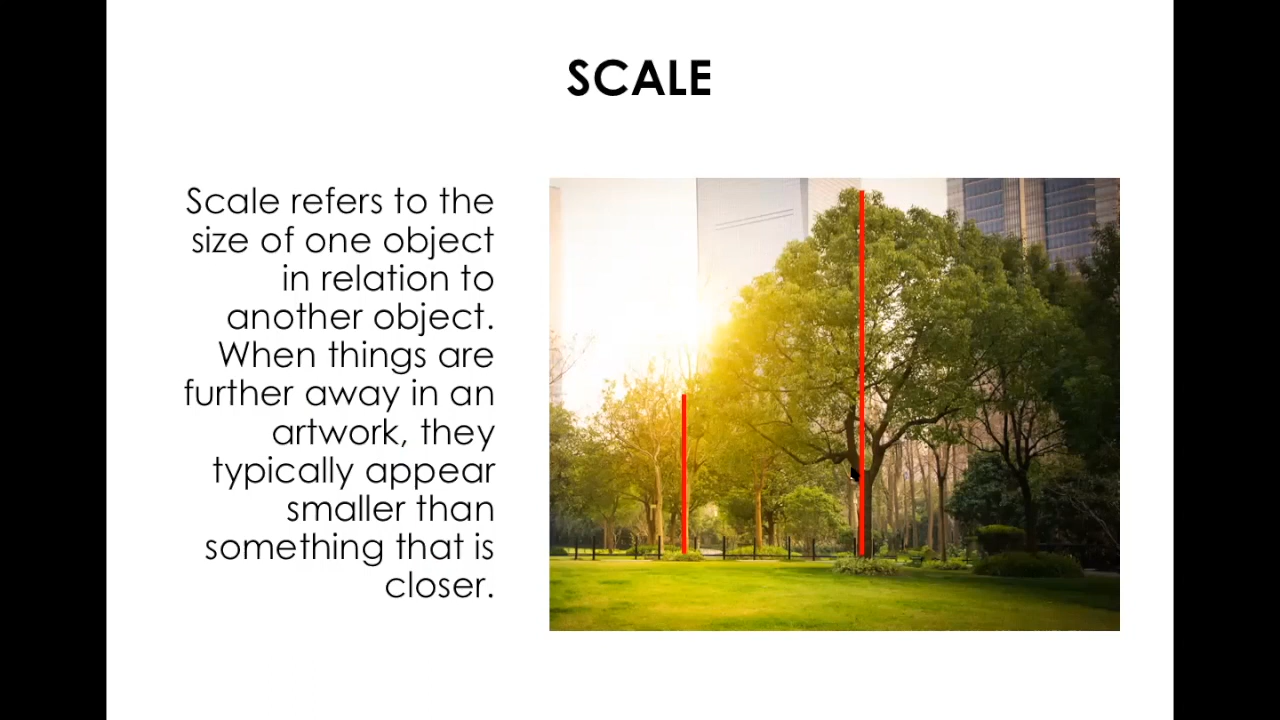 SCALE
Scale refers to the
size of one object
in relation to
another object.
When things are
further away in an
artwork, they
typically appear
smaller than
something that is
closer.